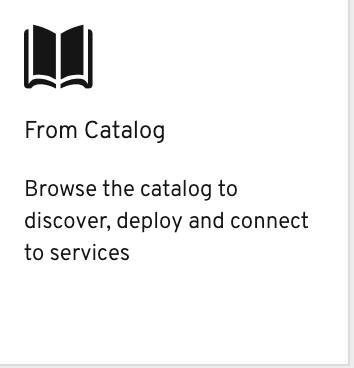 From Catalog
Browse the catalog to
discover, deploy and connect
to services